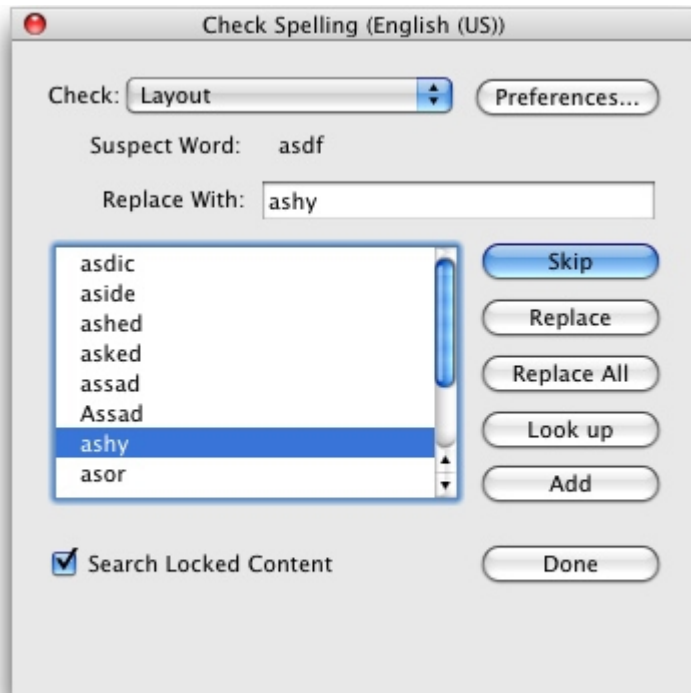 Check Spelling (English (US))
Check: Layout Preferences...
Suspect Word: asdf
Replace With: ashy
asdic
aside
ashed
asked
assad
Assad
ashy
asor
Skip
Replace
Replace All
Look up
Add
Search Locked Content Done